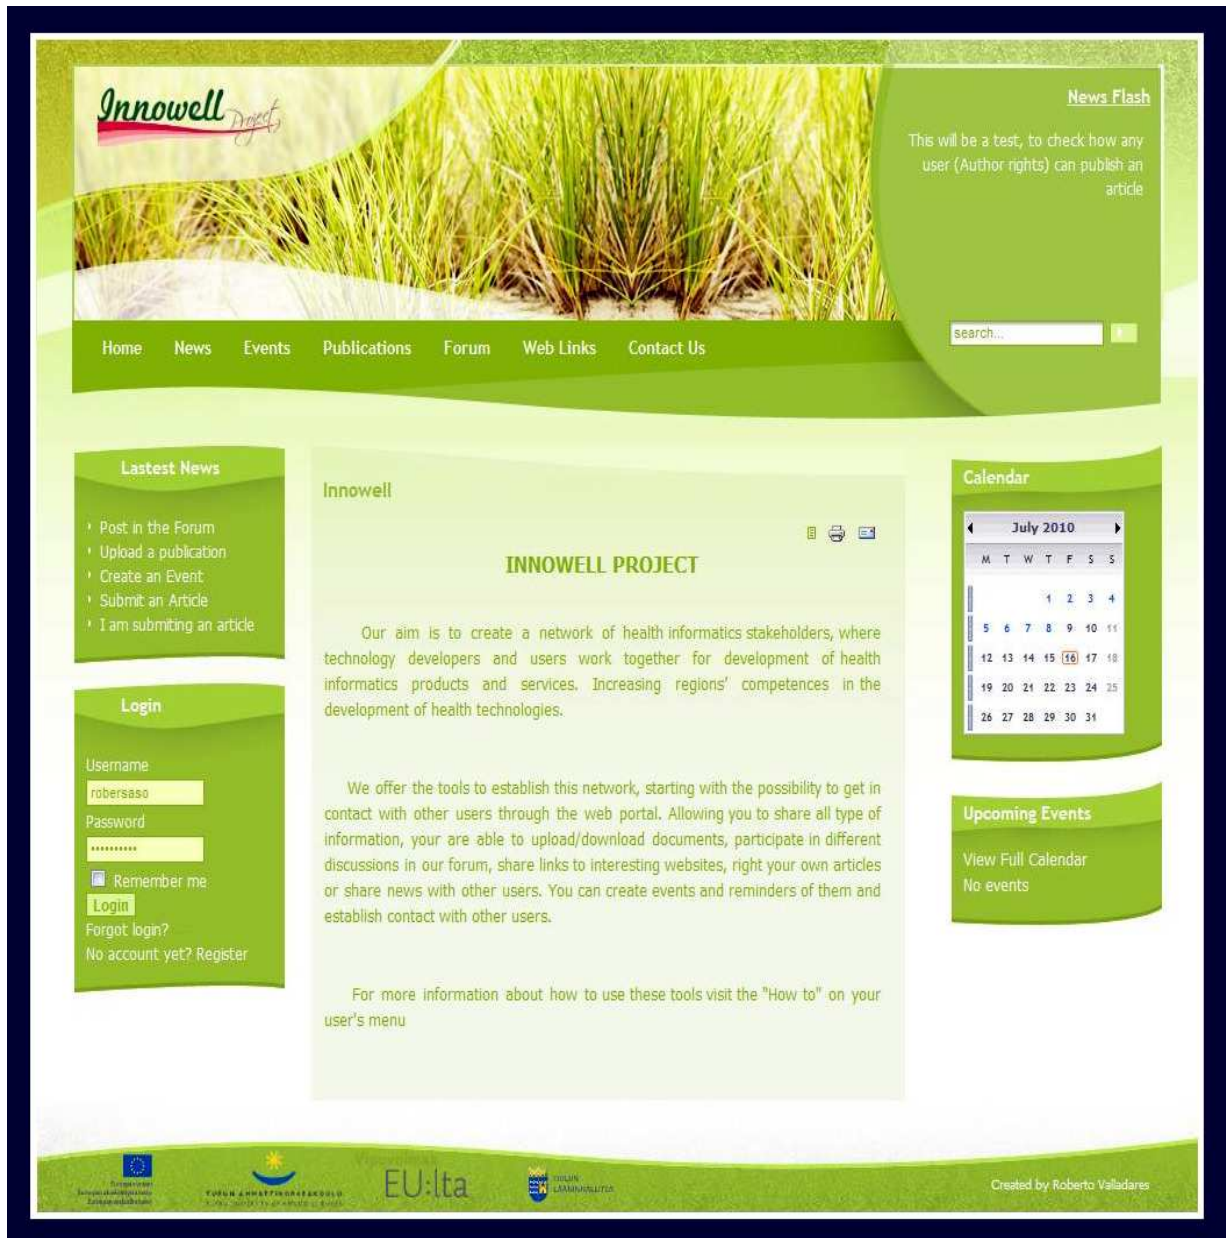 Innowell Project
News Flash
This will be a test, to check how any
user (Author rights) can publish an
article
search...
Home News Events Publications Forum Web Links Contact Us
Lastest News
Post in the Forum
Upload a publication
Create an Event
Submit an Article
I am submiting an article
Login
Username
robersaso
Password
••••••••••
Remember me
Login
Forgot login?
No account yet? Register
Innowell
INNOWELL PROJECT
Our aim is to create a network of health informatics stakeholders, where
technology developers and users work together for development of health
informatics products and services. Increasing regions' competences in the
development of health technologies.
We offer the tools to establish this network, starting with the possibility to get in
contact with other users through the web portal. Allowing you to share all type of
information, your are able to upload/download documents, participate in different
discussions in our forum, share links to interesting websites, right your own articles
or share news with other users. You can create events and reminders of them and
establish contact with other users.
For more information about how to use these tools visit the "How to" on your
user's menu
Calendar
July 2010
M T W T F S S
1 2 3 4
5 6 7 8 9 10 11
12 13 14 15 16 17 18
19 20 21 22 23 24 25
26 27 28 29 30 31
Upcoming Events
View Full Calendar
No events
Vipuvoimaa
EU:lta
TURUN AMMATTIKORKEAKOULU
LÄÄNINHALLITUS
Created by Roberto Valladares